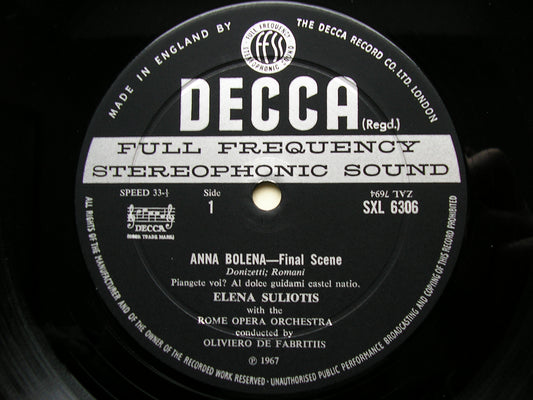 MADE IN ENGLAND BY
THE DECCA RECORD CO. LTD. LONDON
FULL FREQUENCY
FFSS
STEREOPHONIC SOUND
DECCA (Regd.)
FULL FREQUENCY
STEREOPHONIC SOUND
SPEED 33-⅓ Side ZAL 7694
1 SXL 6306
DECCA
ANNA BOLENA—Final Scene
Donizetti; Romani
Piangete voi? Al dolce guidami castel natio.
ELENA SULIOTIS
with the
ROME OPERA ORCHESTRA
conducted by
OLIVIERO DE FABRITIIS
℗ 1967
ALL RIGHTS OF THE MANUFACTURER AND OF THE OWNER OF THE RECORDED WORK RESERVED · UNAUTHORISED PUBLIC PERFORMANCE BROADCASTING AND COPYING OF THIS RECORD PROHIBITED